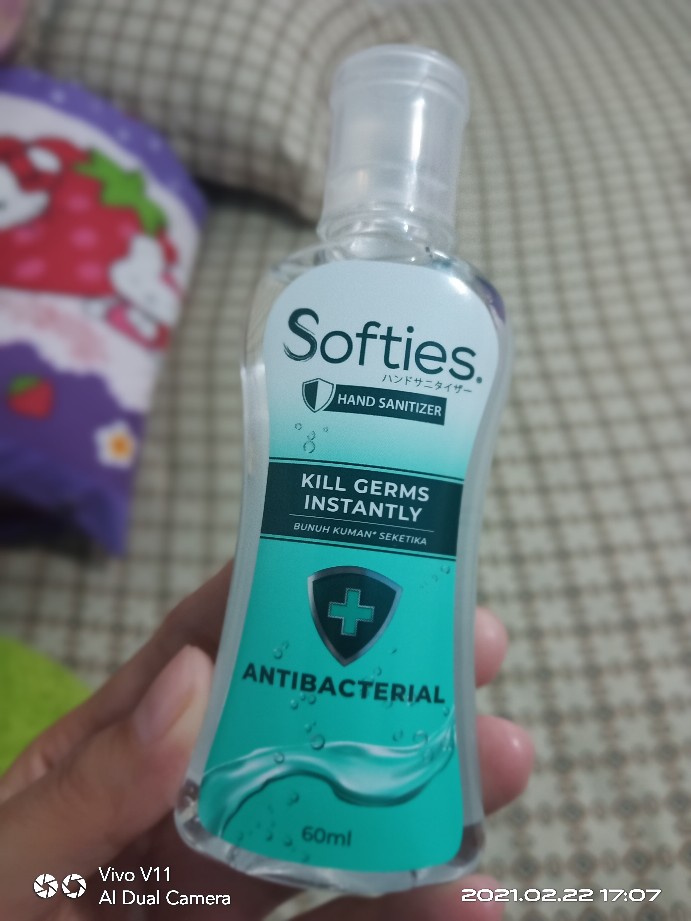 Softies.
ハンドサニタイザー
HAND SANITIZER
KILL GERMS
INSTANTLY
BUNUH KUMAN* SEKETIKA
ANTIBACTERIAL
60ml
Vivo V11
AI Dual Camera
2021.02.22 17:07